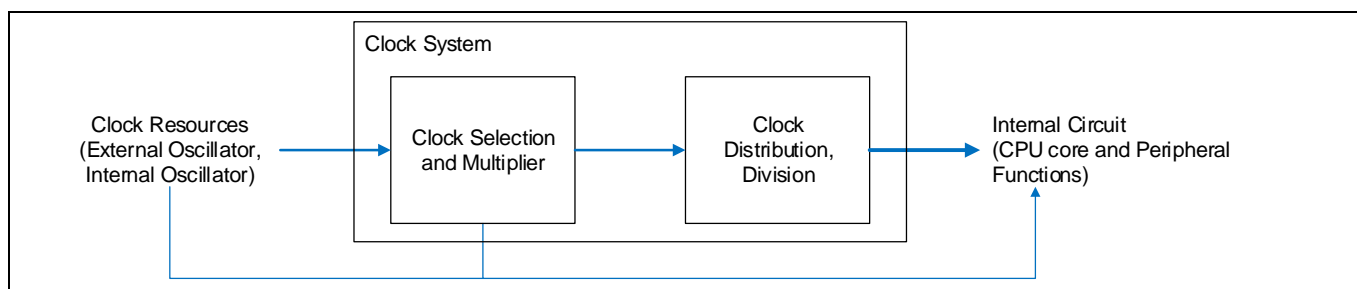 Clock System
Clock Resources
(External Oscillator,
Internal Oscillator)
Clock Selection
and Multiplier
Clock
Distribution,
Division
Internal Circuit
(CPU core and Peripheral
Functions)